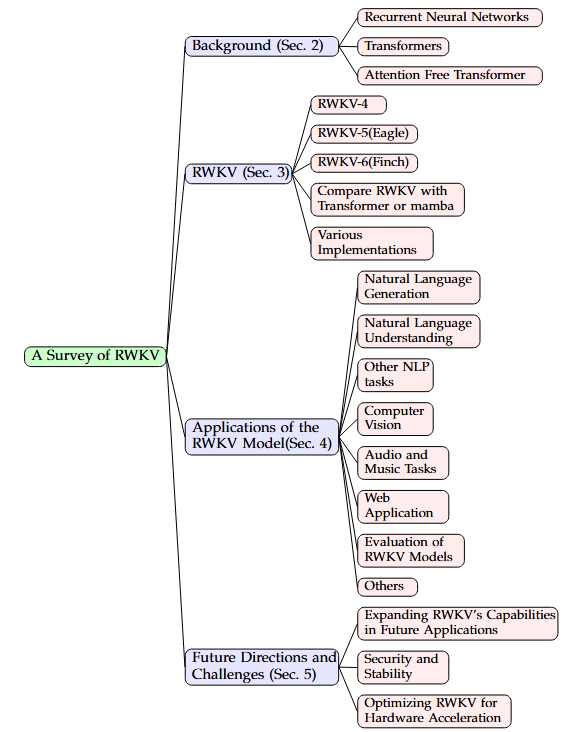 A Survey of RWKV
Background (Sec. 2)
Recurrent Neural Networks
Transformers
Attention Free Transformer
RWKV (Sec. 3)
RWKV-4
RWKV-5(Eagle)
RWKV-6(Finch)
Compare RWKV with
Transformer or mamba
Various
Implementations
Applications of the
RWKV Model(Sec. 4)
Natural Language
Generation
Natural Language
Understanding
Other NLP
tasks
Computer
Vision
Audio and
Music Tasks
Web
Application
Evaluation of
RWKV Models
Others
Future Directions and
Challenges (Sec. 5)
Expanding RWKV's Capabilities
in Future Applications
Security and
Stability
Optimizing RWKV for
Hardware Acceleration